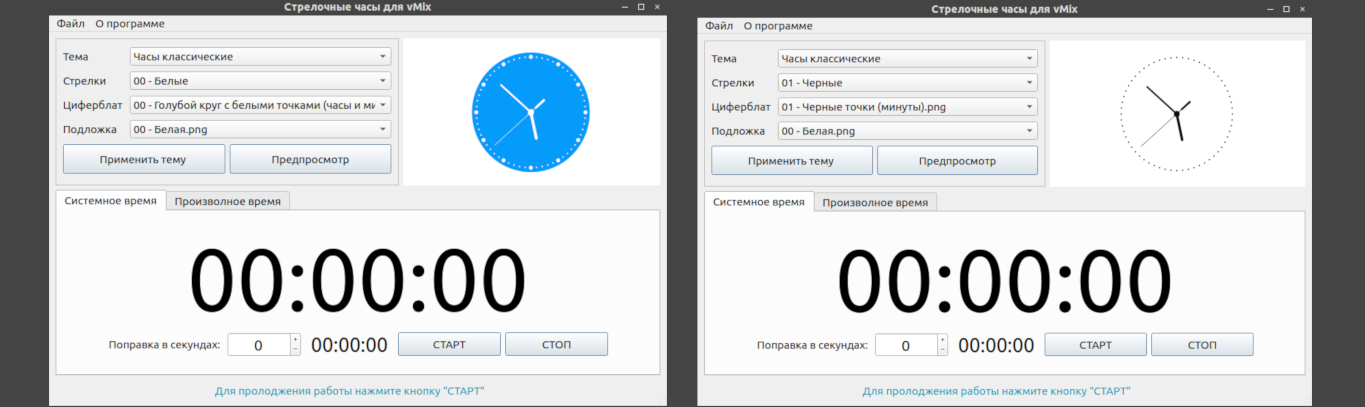 Стрелочные часы для vMix
Файл О программе
Тема Часы классические
Стрелки 00 - Белые
Циферблат 00 - Голубой круг с белыми точками (часы и ми
Подложка 00 - Белая.png
Применить тему Предпросмотр
Системное время Произволное время
00:00:00
Поправка в секундах: 0 00:00:00 СТАРТ СТОП
Для пролоджения работы нажмите кнопку "СТАРТ"
Стрелочные часы для vMix
Файл О программе
Тема Часы классические
Стрелки 01 - Черные
Циферблат 01 - Черные точки (минуты).png
Подложка 00 - Белая.png
Применить тему Предпросмотр
Системное время Произволное время
00:00:00
Поправка в секундах: 0 00:00:00 СТАРТ СТОП
Для пролоджения работы нажмите кнопку "СТАРТ"